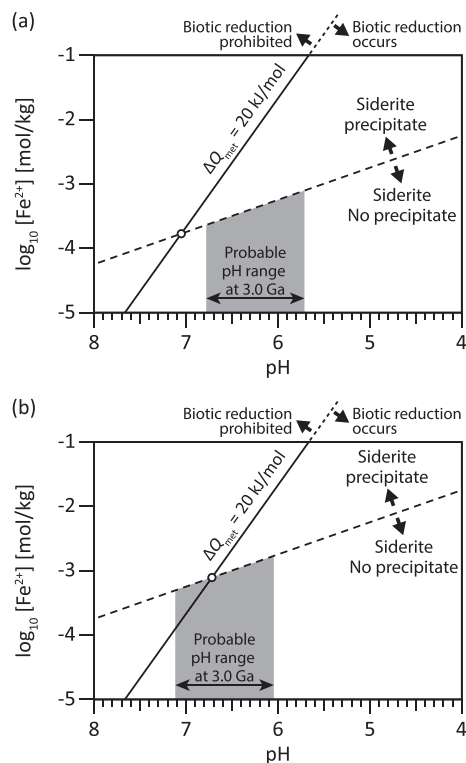 (a)
Biotic reduction
prohibited
Biotic reduction
occurs
-1
-2
-3
-4
-5
log10 [Fe2+] [mol/kg]
ΔQmet = 20 kJ/mol
Siderite
precipitate
Siderite
No precipitate
Probable
pH range
at 3.0 Ga
8 7 6 5 4
pH
(b)
Biotic reduction
prohibited
Biotic reduction
occurs
-1
-2
-3
-4
-5
log10 [Fe2+] [mol/kg]
ΔQmet = 20 kJ/mol
Siderite
precipitate
Siderite
No precipitate
Probable
pH range
at 3.0 Ga
8 7 6 5 4
pH